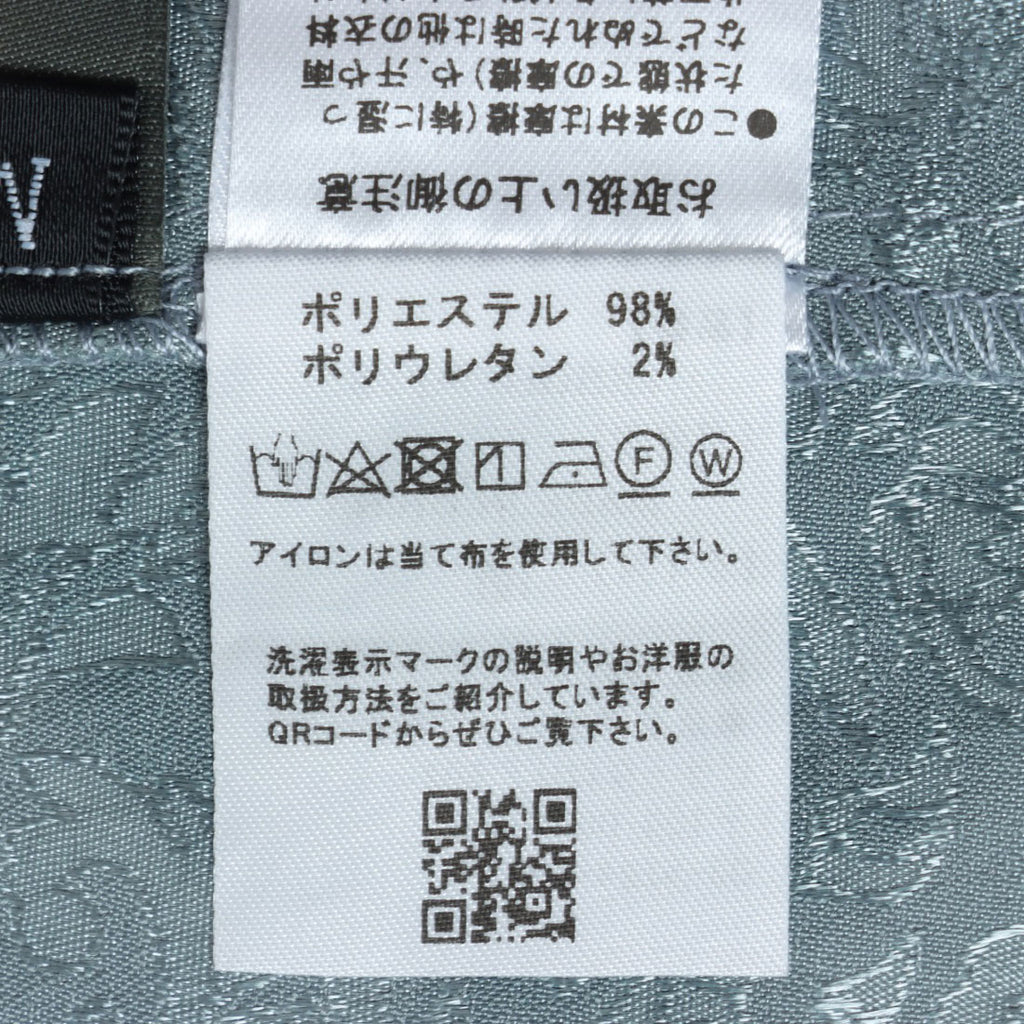 お取扱い上の御注意
●この素材は摩擦(特に湿っ
た状態での摩擦)や、汗や雨
などでぬれた時は他の衣料
ポリエステル 98%
ポリウレタン 2%
F W
アイロンは当て布を使用して下さい。
洗濯表示マークの説明やお洋服の
取扱方法をご紹介しています。
QRコードからぜひご覧下さい。